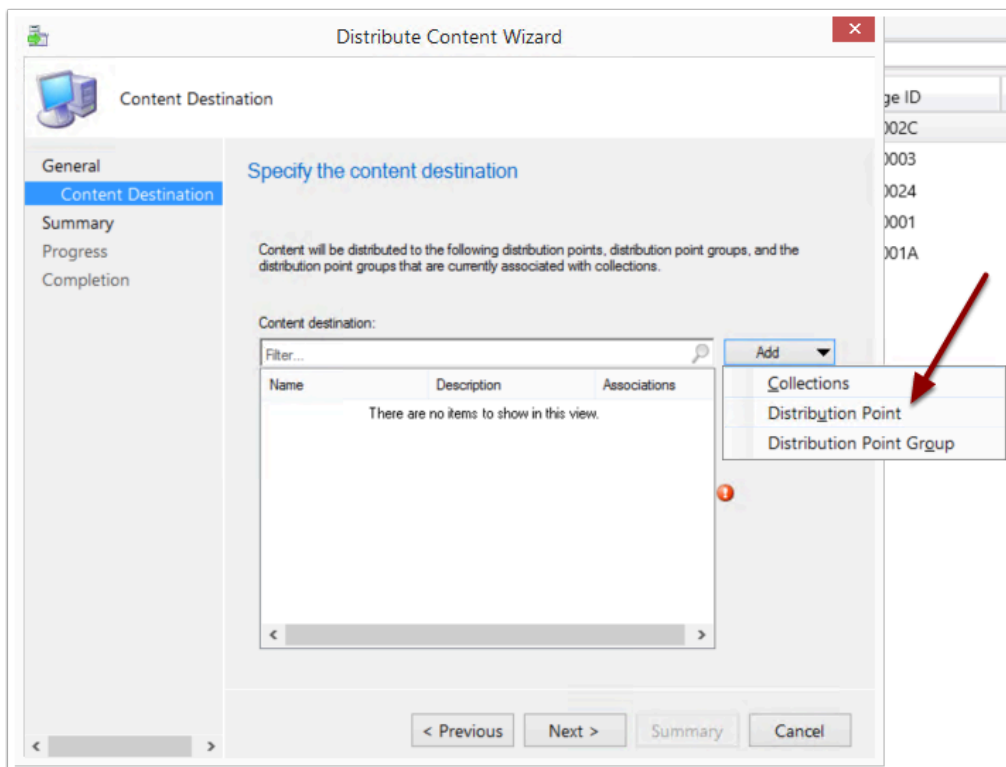 Distribute Content Wizard
Content Destination
ge ID
002C
0003
0024
0001
001A
General
Content Destination
Summary
Progress
Completion
Specify the content destination
Content will be distributed to the following distribution points, distribution point groups, and the
distribution point groups that are currently associated with collections.
Content destination:
Filter...
Add
Name Description Associations
There are no items to show in this view.
Collections
Distribution Point
Distribution Point Group
< Previous Next > Summary Cancel